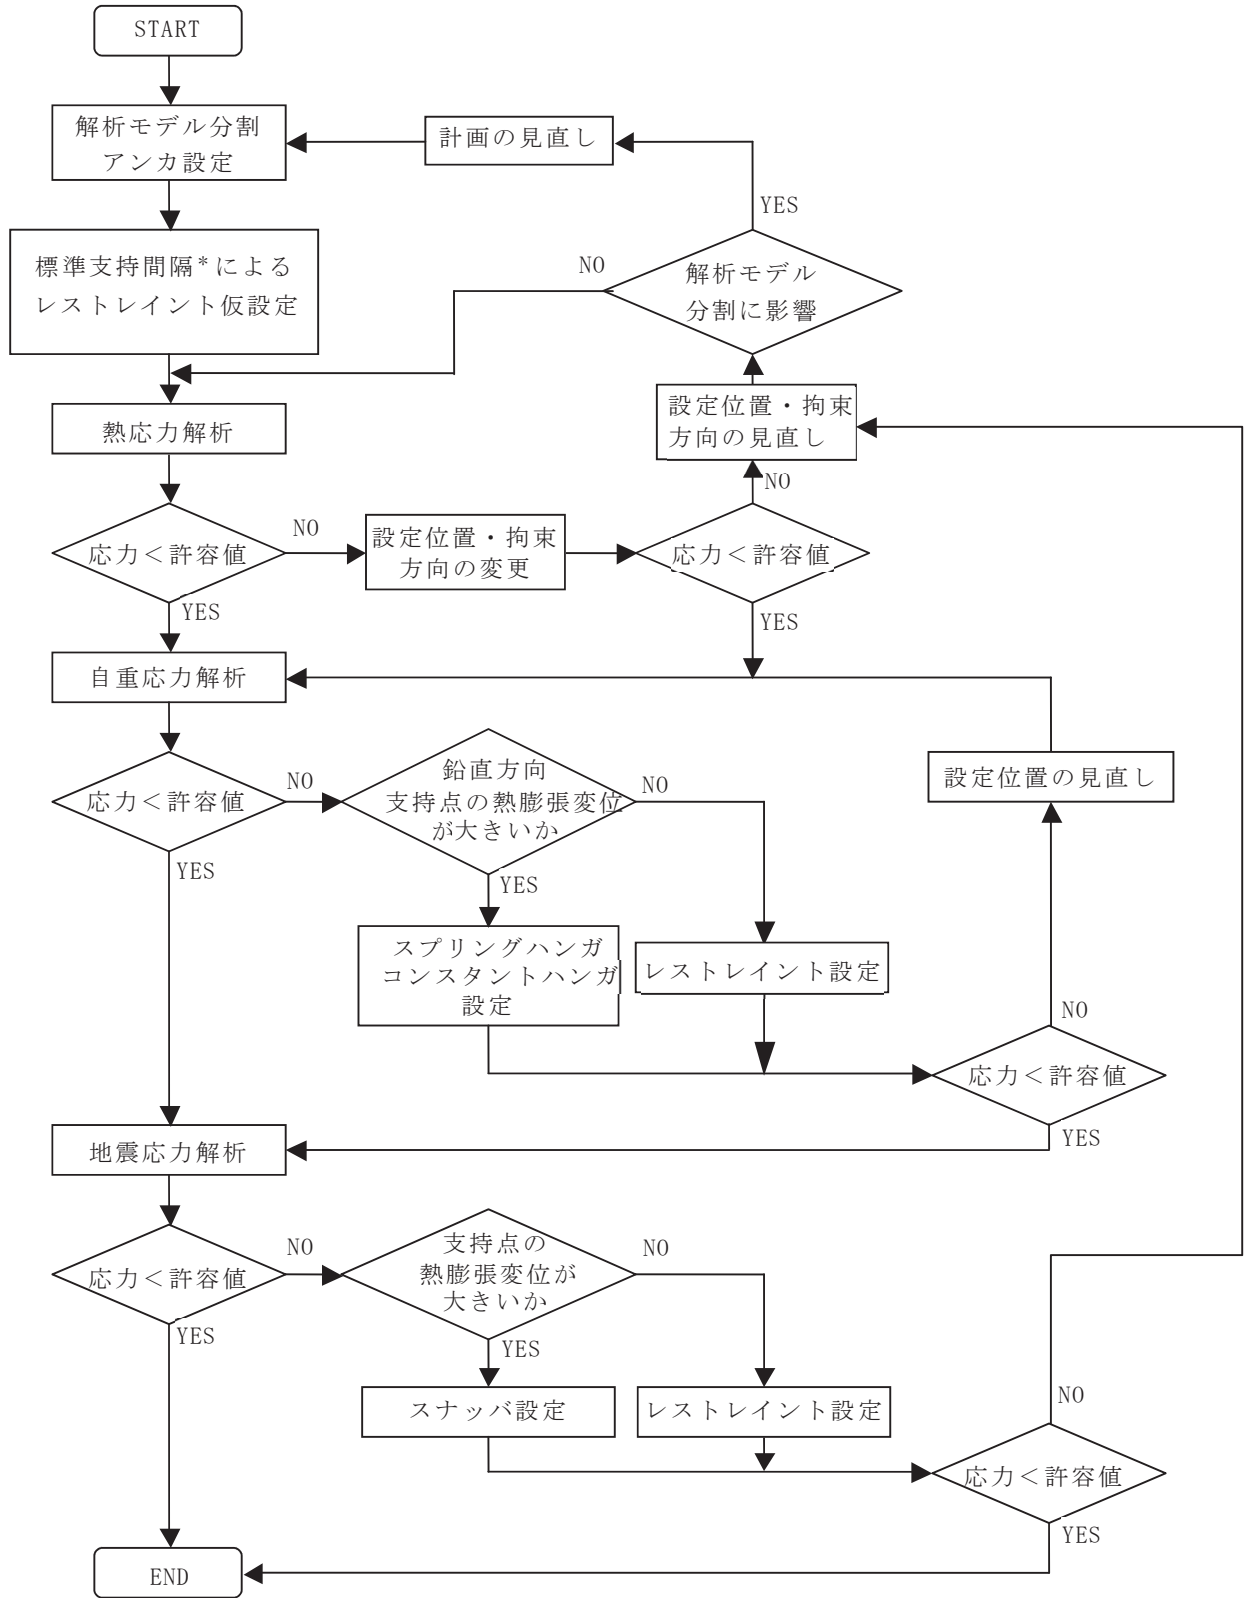 START
解析モデル分割
アンカ設定
計画の見直し
YES
標準支持間隔*による
レストレイント仮設定
NO
解析モデル
分割に影響
設定位置・拘束
方向の見直し
熱応力解析
NO
応力＜許容値
NO
設定位置・拘束
方向の変更
応力＜許容値
YES
YES
自重応力解析
応力＜許容値
NO
鉛直方向
支持点の熱膨張変位
が大きいか
NO
設定位置の見直し
YES
YES
スプリングハンガ
コンスタントハンガ
設定
レストレイント設定
NO
応力＜許容値
YES
地震応力解析
応力＜許容値
NO
支持点の
熱膨張変位が
大きいか
NO
YES
YES
スナッバ設定
レストレイント設定
NO
応力＜許容値
YES
END